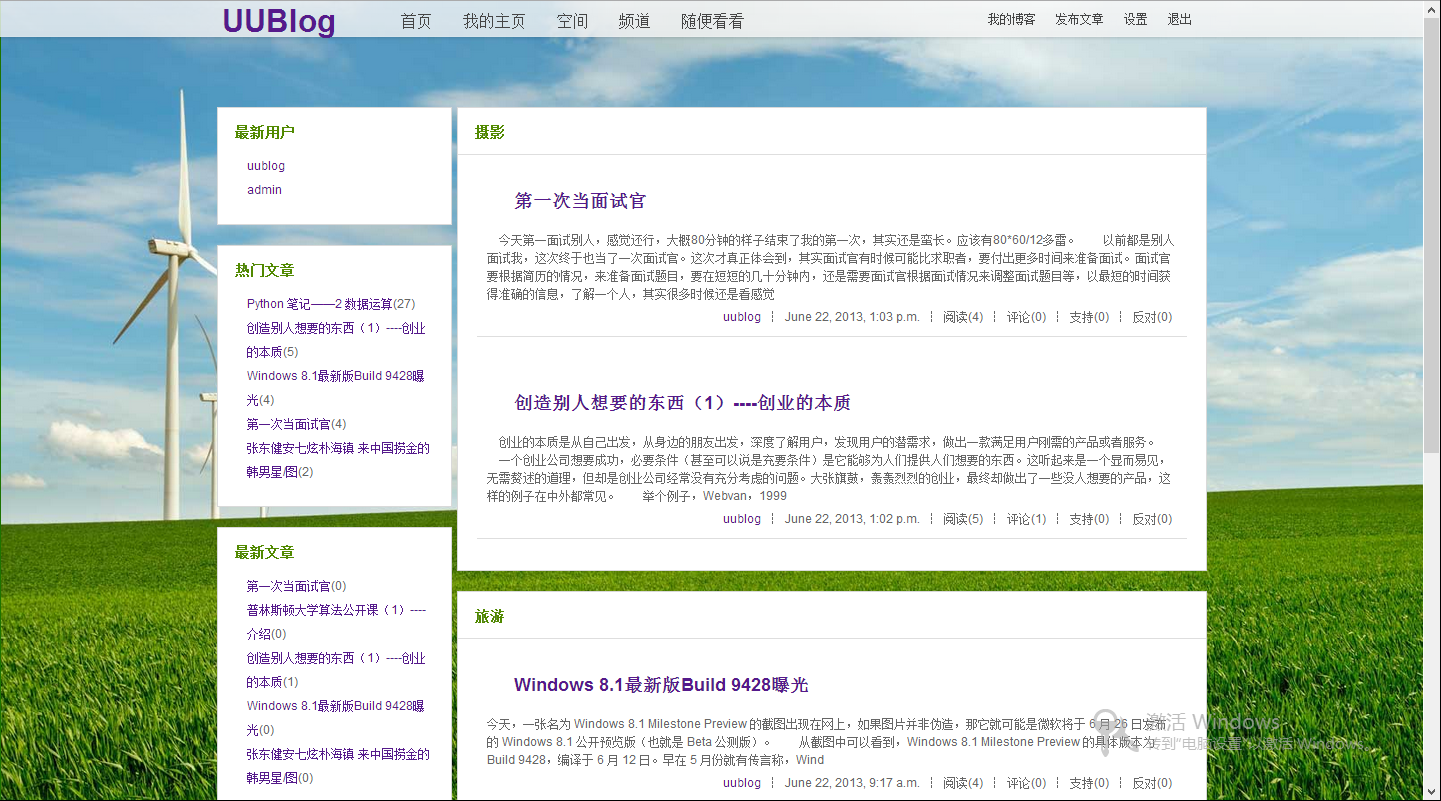 UUBlog 首页 我的主页 空间 频道 随便看看 我的博客 发布文章 设置 退出
最新用户
uublog
admin
热门文章
Python 笔记——2 数据运算(27)
创造别人想要的东西（1）----创业
的本质(5)
Windows 8.1最新版Build 9428曝
光(4)
第一次当面试官(4)
张东健安七炫朴海镇 来中国捞金的
韩男星/图(2)
最新文章
第一次当面试官(0)
普林斯顿大学算法公开课（1）----
介绍(0)
创造别人想要的东西（1）----创业
的本质(1)
Windows 8.1最新版Build 9428曝
光(0)
张东健安七炫朴海镇 来中国捞金的
韩男星/图(0)
摄影
第一次当面试官
今天第一面试别人，感觉还行，大概80分钟的样子结束了我的第一次，其实还是蛮长。应该有80*60/12多雷。 以前都是别人
面试我，这次终于也当了一次面试官。这次才真正体会到，其实面试官有时候可能比求职者，要付出更多时间来准备面试。面试官
要根据简历的情况，来准备面试题目，要在短短的几十分钟内，还是需要面试官根据面试情况来调整面试题目等，以最短的时间获
得准确的信息，了解一个人，其实很多时候还是看感觉
uublog ┆ June 22, 2013, 1:03 p.m. ┆ 阅读(4) ┆ 评论(0) ┆ 支持(0) ┆ 反对(0)
创造别人想要的东西（1）----创业的本质
创业的本质是从自己出发，从身边的朋友出发，深度了解用户，发现用户的潜需求，做出一款满足用户刚需的产品或者服务。
一个创业公司想要成功，必要条件（甚至可以说是充要条件）是它能够为人们提供人们想要的东西。这听起来是一个显而易见，
无需赘述的道理，但却是创业公司经常没有充分考虑的问题。大张旗鼓，轰轰烈烈的创业，最终却做出了一些没人想要的产品，这
样的例子在中外都常见。 举个例子，Webvan，1999
uublog ┆ June 22, 2013, 1:02 p.m. ┆ 阅读(5) ┆ 评论(1) ┆ 支持(0) ┆ 反对(0)
旅游
Windows 8.1最新版Build 9428曝光
今天，一张名为 Windows 8.1 Milestone Preview 的截图出现在网上，如果图片并非伪造，那它就可能是微软将于 6 月 26 日发布
的 Windows 8.1 公开预览版（也就是 Beta 公测版）。 从截图中可以看到，Windows 8.1 Milestone Preview 的具体版本为
Build 9428，编译于 6 月 12 日。早在 5 月份就有传言称，Wind
uublog ┆ June 22, 2013, 9:17 a.m. ┆ 阅读(4) ┆ 评论(0) ┆ 支持(0) ┆ 反对(0)
激活 Windows
转到“电脑设置”以激活 Windows。